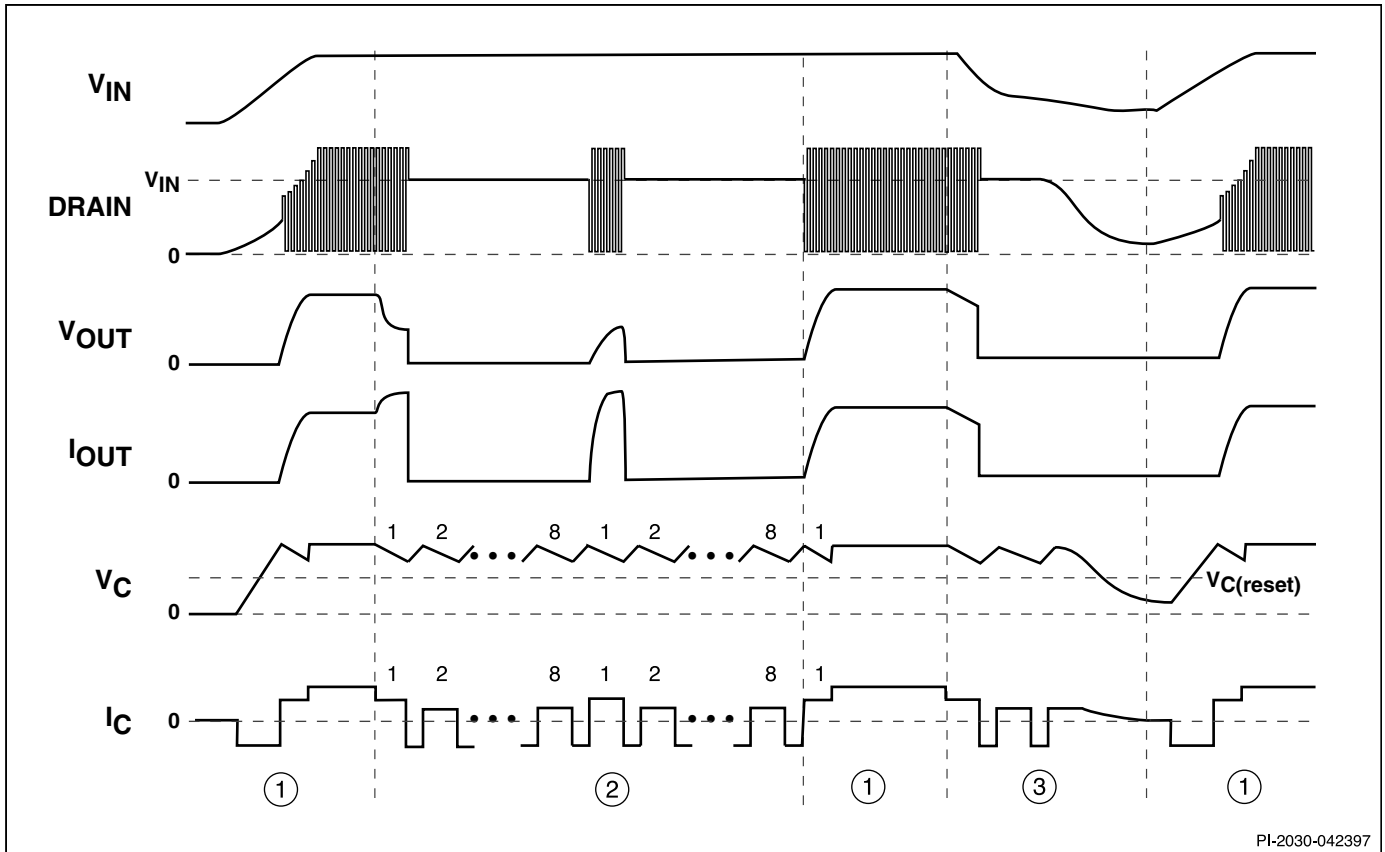 VIN
VIN
DRAIN
0
VOUT
0
IOUT
0
1 2 • • • 8 1 2 • • • 8 1
VC
VC(reset)
0
1 2 8 1 2 8 1
IC
0 • • • • • •
① ② ① ③ ①
PI-2030-042397